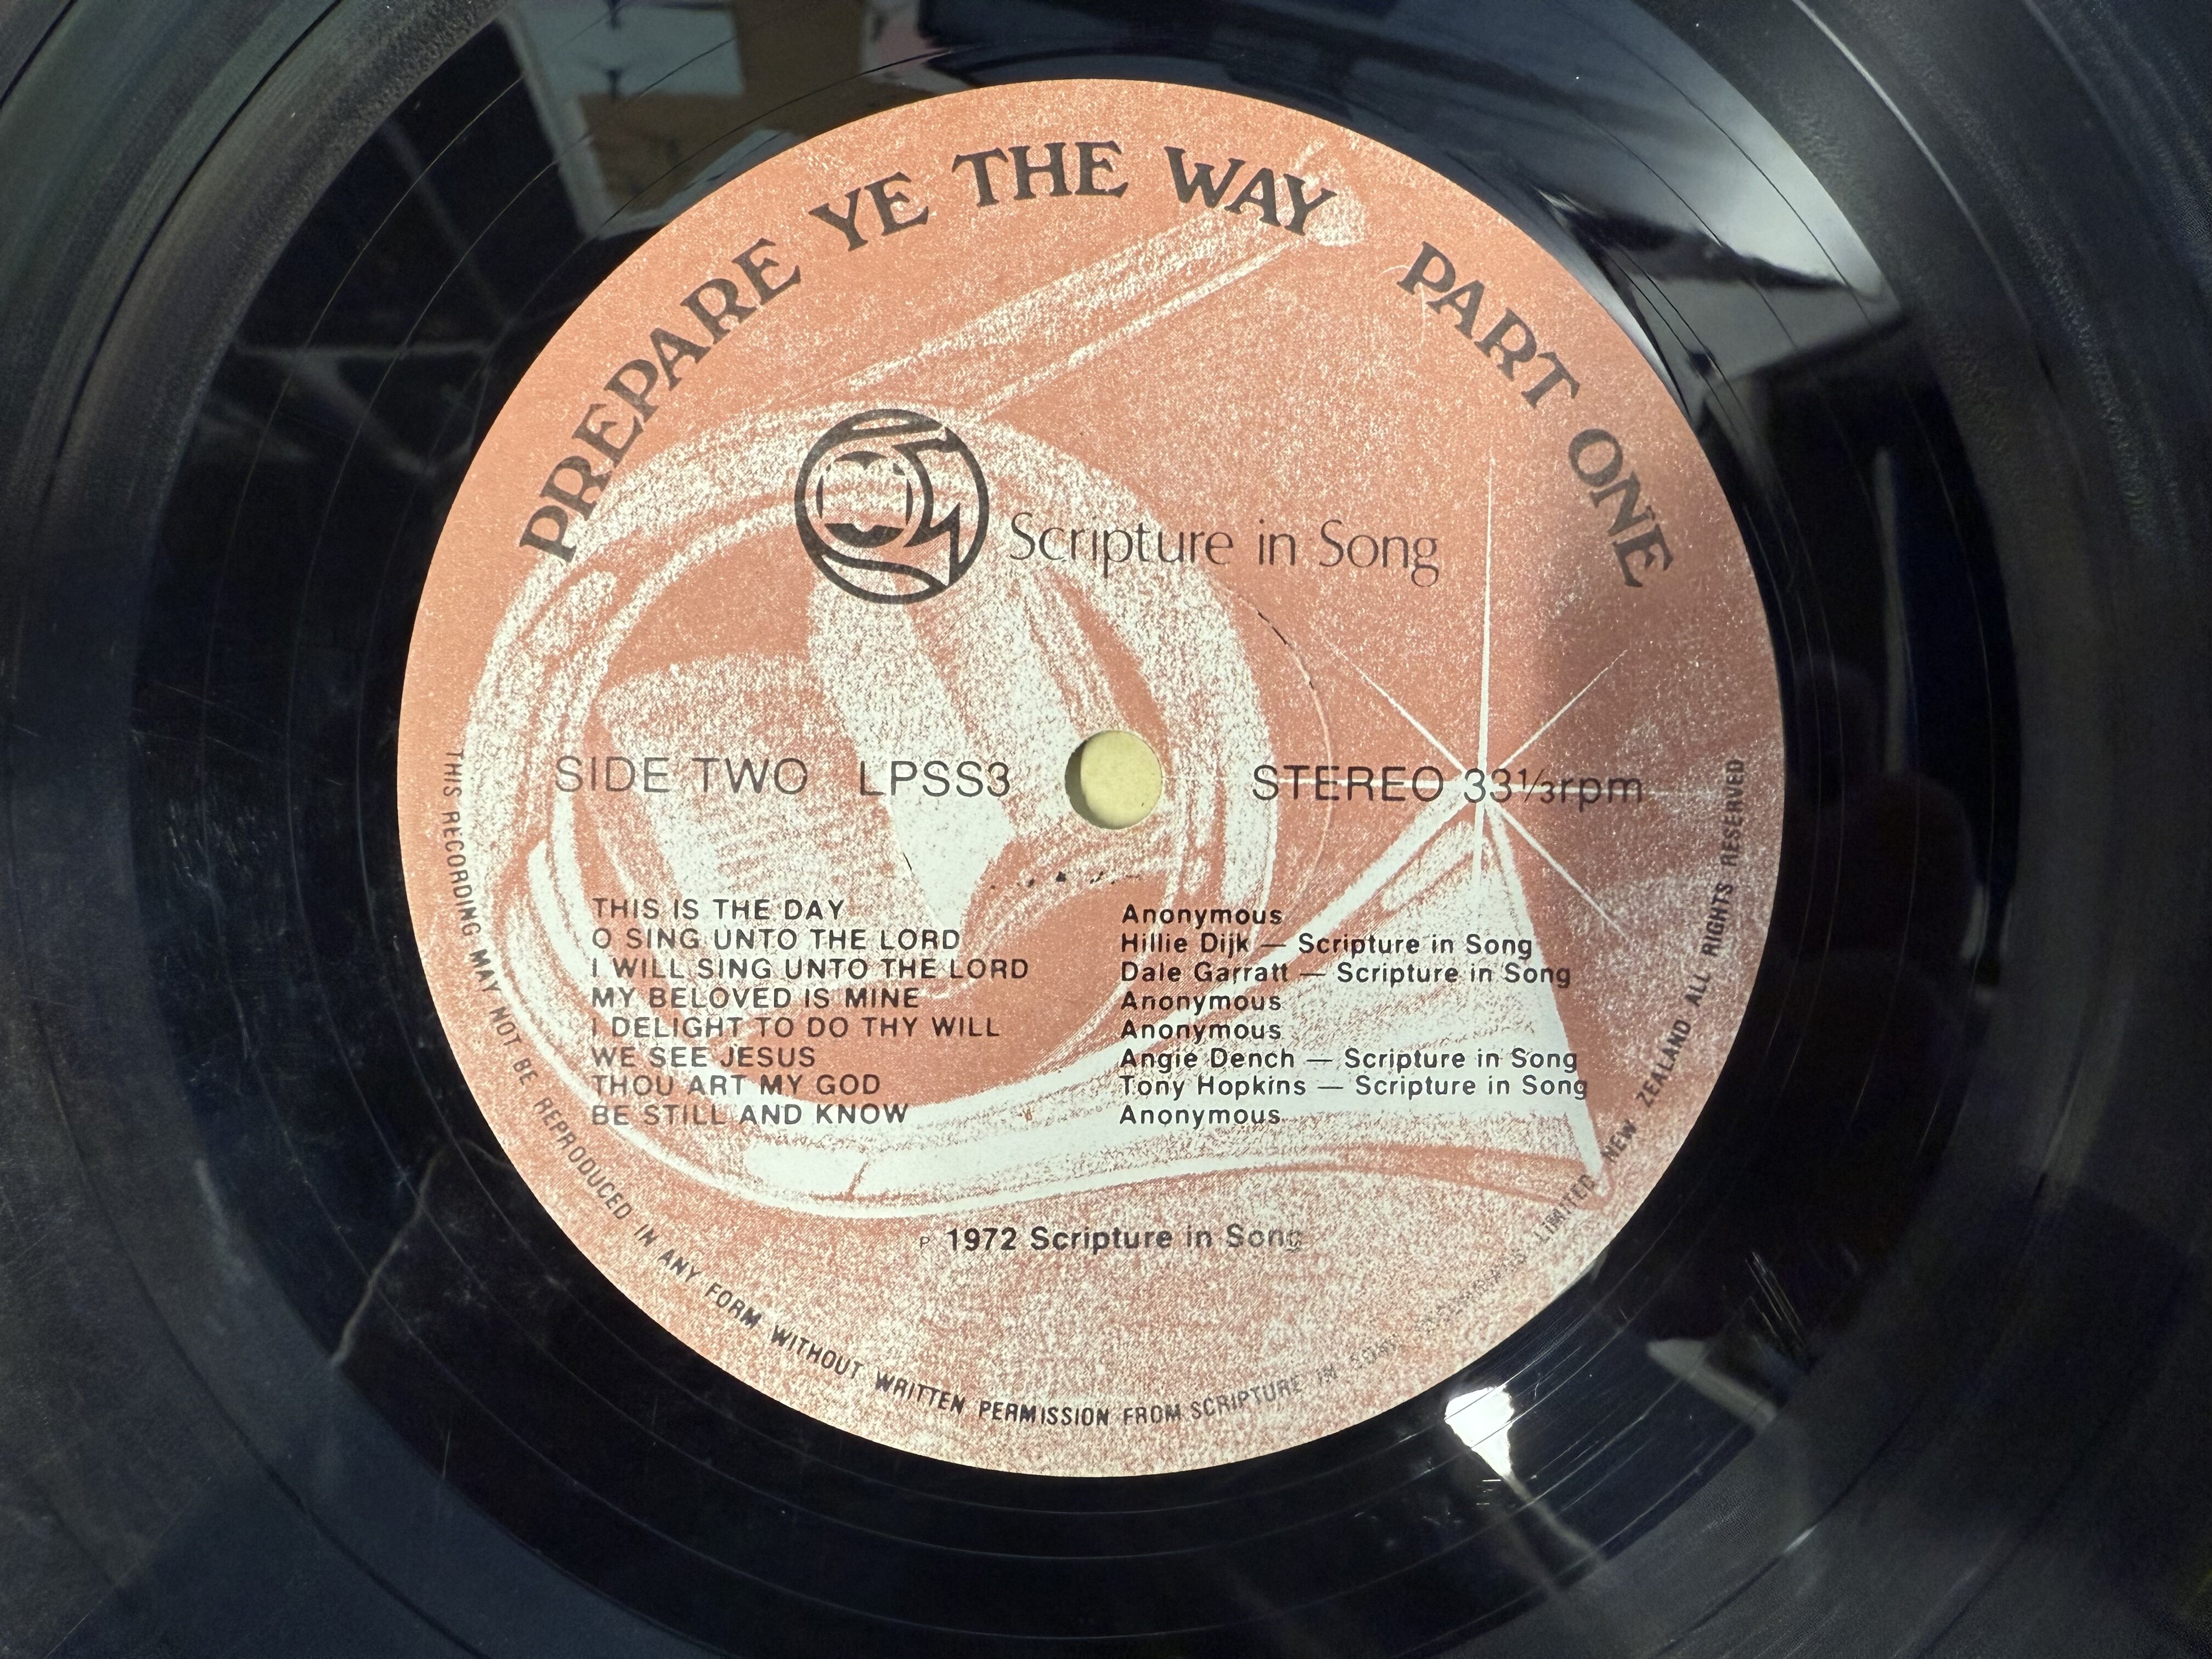 PREPARE YE THE WAY PART ONE
Scripture in Song
SIDE TWO LPSS3 STEREO 33⅓rpm
THIS IS THE DAY Anonymous
O SING UNTO THE LORD Hillie Dijk — Scripture in Song
I WILL SING UNTO THE LORD Dale Garratt — Scripture in Song
MY BELOVED IS MINE Anonymous
I DELIGHT TO DO THY WILL Anonymous
WE SEE JESUS Angie Dench — Scripture in Song
THOU ART MY GOD Tony Hopkins — Scripture in Song
BE STILL AND KNOW Anonymous
P 1972 Scripture in Song
THIS RECORDING MAY NOT BE REPRODUCED IN ANY FORM WITHOUT WRITTEN PERMISSION FROM SCRIPTURE IN SONG LIMITED NEW ZEALAND ALL RIGHTS RESERVED